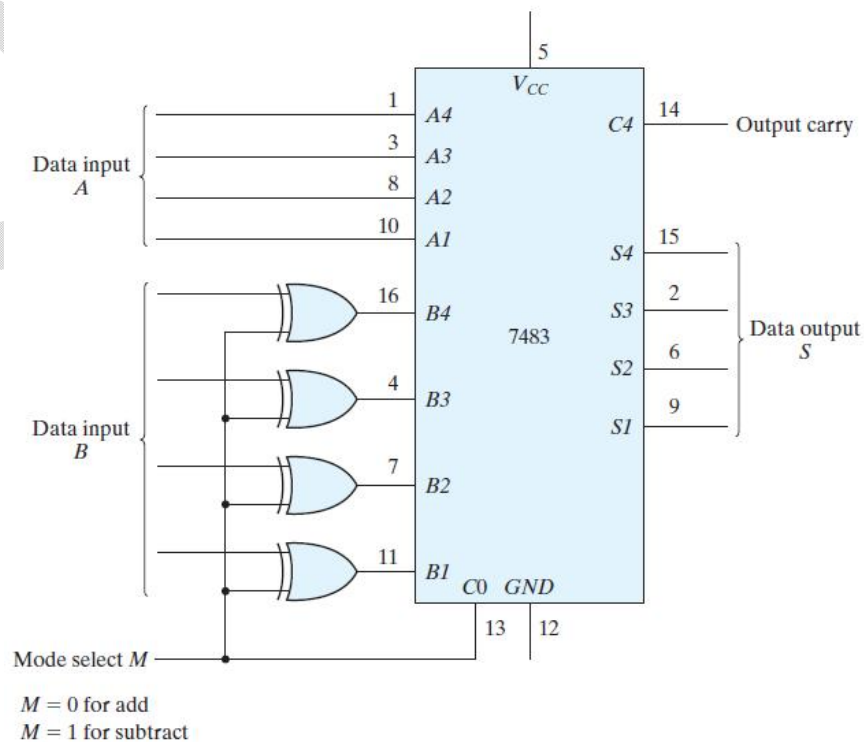 5
VCC
1
A4
14
C4
Output carry
3
A3
Data input
A
8
A2
10
A1
15
S4
16
B4
2
S3
7483
Data output
S
6
S2
4
B3
9
S1
Data input
B
7
B2
11
B1
C0 GND
13
12
Mode select M
M = 0 for add
M = 1 for subtract